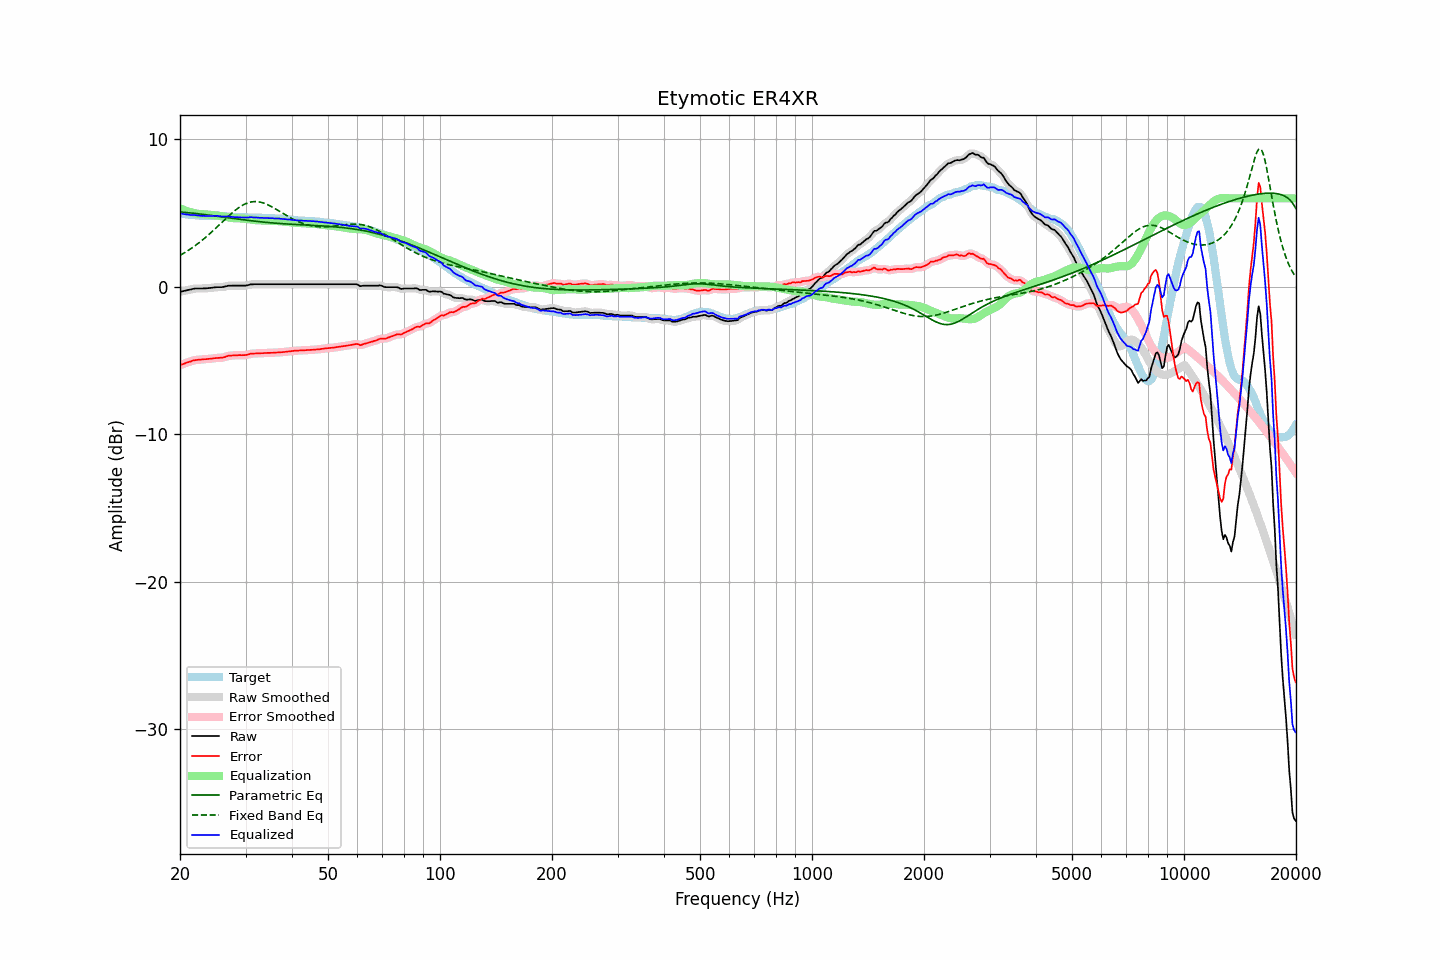 Etymotic ER4XR
10
0
−10
−20
−30
Amplitude (dBr)
Target
Raw Smoothed
Error Smoothed
Raw
Error
Equalization
Parametric Eq
Fixed Band Eq
Equalized
20 50 100 200 500 1000 2000 5000 10000 20000
Frequency (Hz)